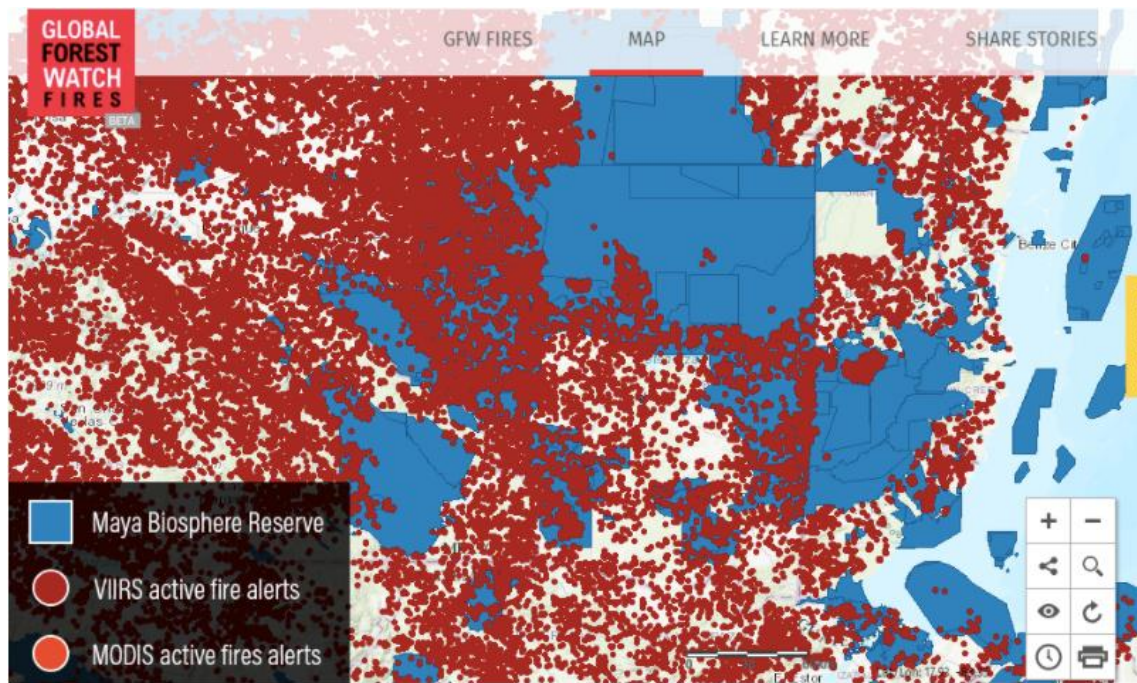 GLOBAL
FOREST
WATCH
FIRES
BETA
GFW FIRES
MAP
LEARN MORE
SHARE STORIES
Belize Cit
Maya Biosphere Reserve
VIIRS active fire alerts
MODIS active fires alerts